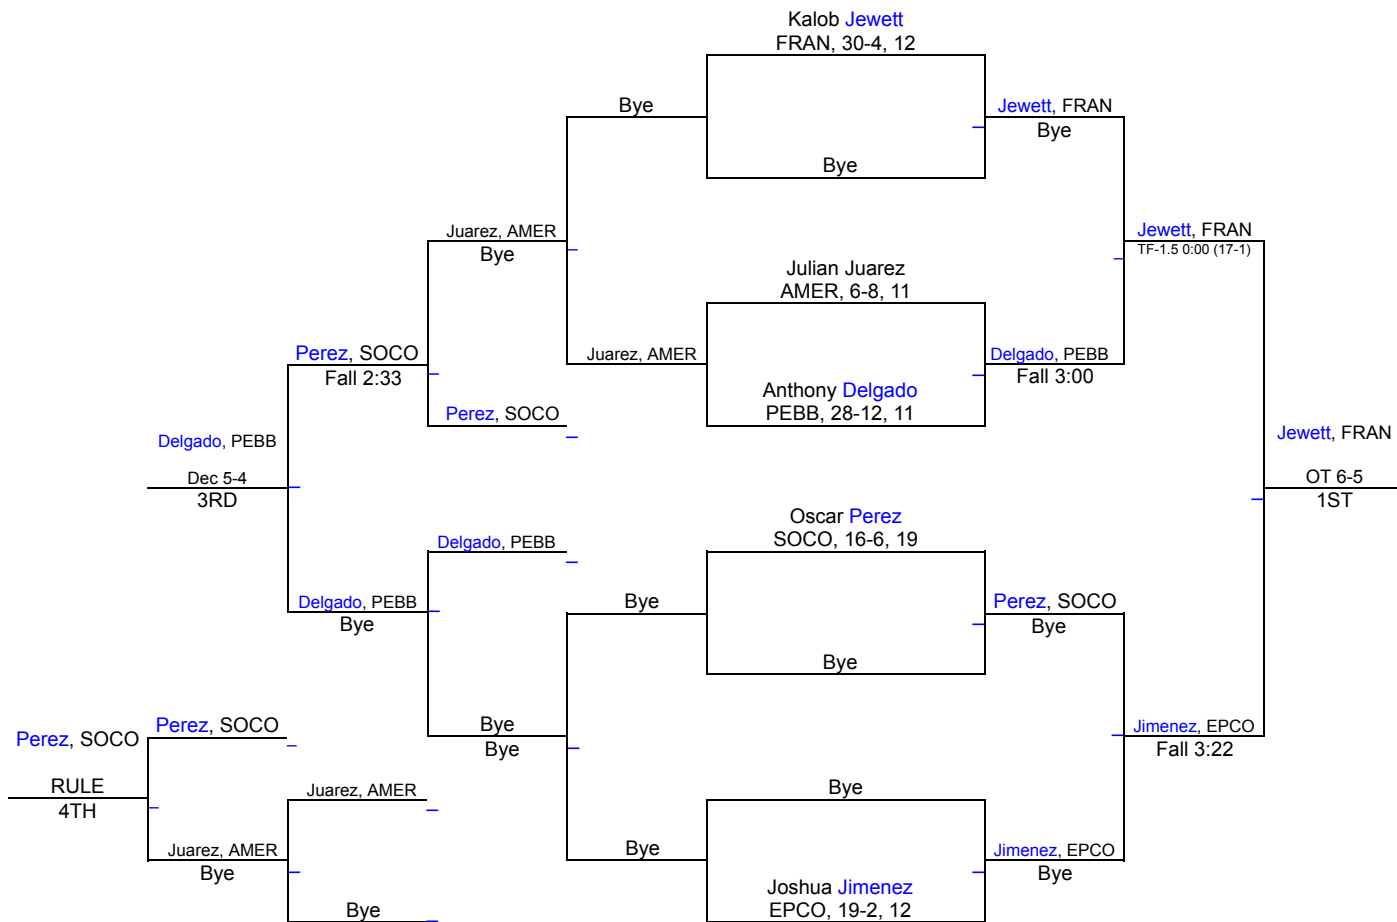 Kalob Jewett
FRAN, 30-4, 12
Bye
Jewett, FRAN
Bye
Bye
Juarez, AMER
Bye
Jewett, FRAN
TF-1.5 0:00 (17-1)
Julian Juarez
AMER, 6-8, 11
Perez, SOCO
Fall 2:33
Juarez, AMER
Delgado, PEBB
Fall 3:00
Anthony Delgado
PEBB, 28-12, 11
Perez, SOCO
Delgado, PEBB
Dec 5-4
3RD
Jewett, FRAN
OT 6-5
1ST
Oscar Perez
SOCO, 16-6, 19
Delgado, PEBB
Delgado, PEBB
Bye
Bye
Perez, SOCO
Bye
Bye
Perez, SOCO
Perez, SOCO
Bye
Bye
Jimenez, EPCO
Fall 3:22
RULE
4TH
Juarez, AMER
Bye
Juarez, AMER
Bye
Bye
Jimenez, EPCO
Bye
Joshua Jimenez
EPCO, 19-2, 12
Bye